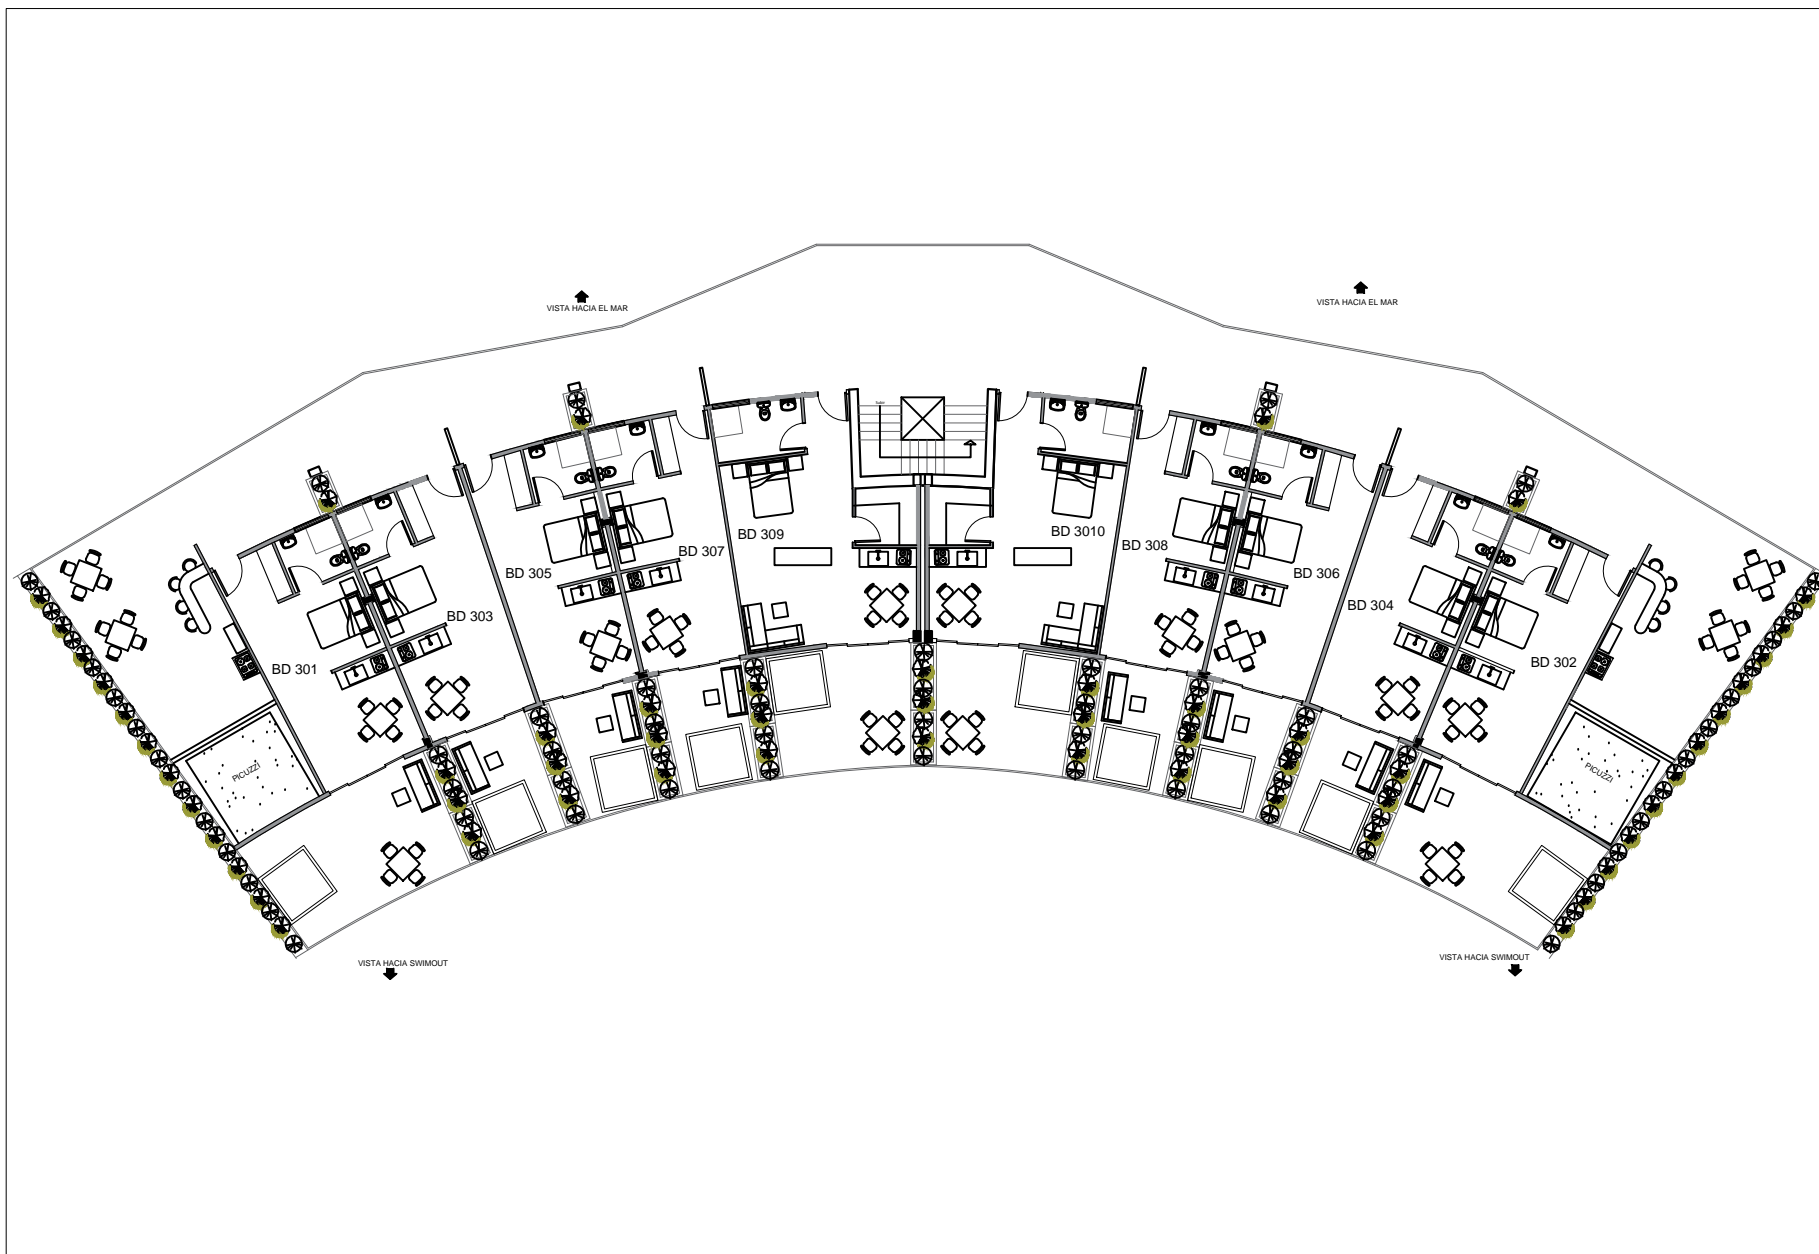 VISTA HACIA EL MAR
VISTA HACIA EL MAR
BD 309
BD 3010
BD 307
BD 308
BD 305
BD 306
BD 303
BD 304
BD 301
BD 302
PICUZZI
PICUZZI
VISTA HACIA SWIMOUT
VISTA HACIA SWIMOUT